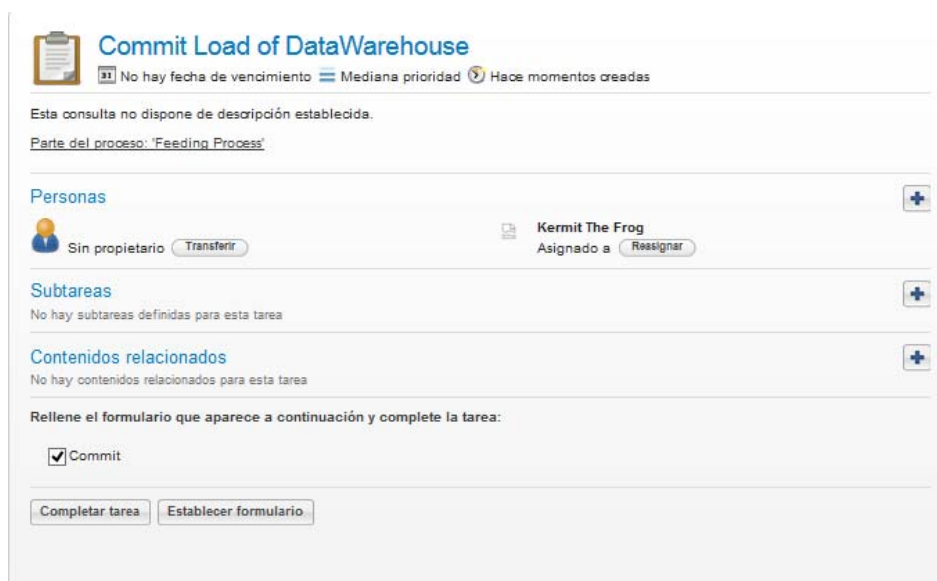 Commit Load of DataWarehouse
31 No hay fecha de vencimiento Mediana prioridad Hace momentos creadas
Esta consulta no dispone de descripción establecida.
Parte del proceso: 'Feeding Process'
Personas
Sin propietario Transferir
Kermit The Frog
Asignado a Reasignar
Subtareas
No hay subtareas definidas para esta tarea
Contenidos relacionados
No hay contenidos relacionados para esta tarea
Rellene el formulario que aparece a continuación y complete la tarea:
Commit
Completar tarea Establecer formulario